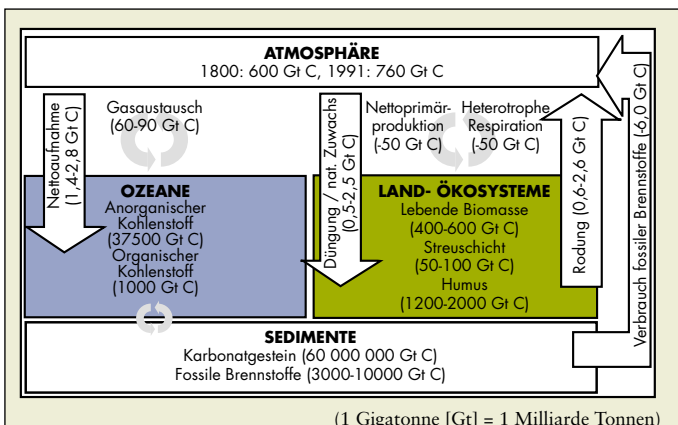 ATMOSPHÄRE
1800: 600 Gt C, 1991: 760 Gt C
Nettoaufnahme
(1,4-2,8 Gt C)
Gasaustausch
(60-90 Gt C)
Düngung / nat. Zuwachs
(0,5-2,5 Gt C)
Nettoprimär-
produktion
(-50 Gt C)
Heterotrophe
Respiration
(-50 Gt C)
Rodung (0,6-2,6 Gt C)
Verbrauch fossiler Brennstoffe (-6,0 Gt C)
OZEANE
Anorganischer
Kohlenstoff
(37500 Gt C)
Organischer
Kohlenstoff
(1000 Gt C)
LAND- ÖKOSYSTEME
Lebende Biomasse
(400-600 Gt C)
Streuschicht
(50-100 Gt C)
Humus
(1200-2000 Gt C)
SEDIMENTE
Karbonatgestein (60 000 000 Gt C)
Fossile Brennstoffe (3000-10000 Gt C)
(1 Gigatonne [Gt] = 1 Milliarde Tonnen)